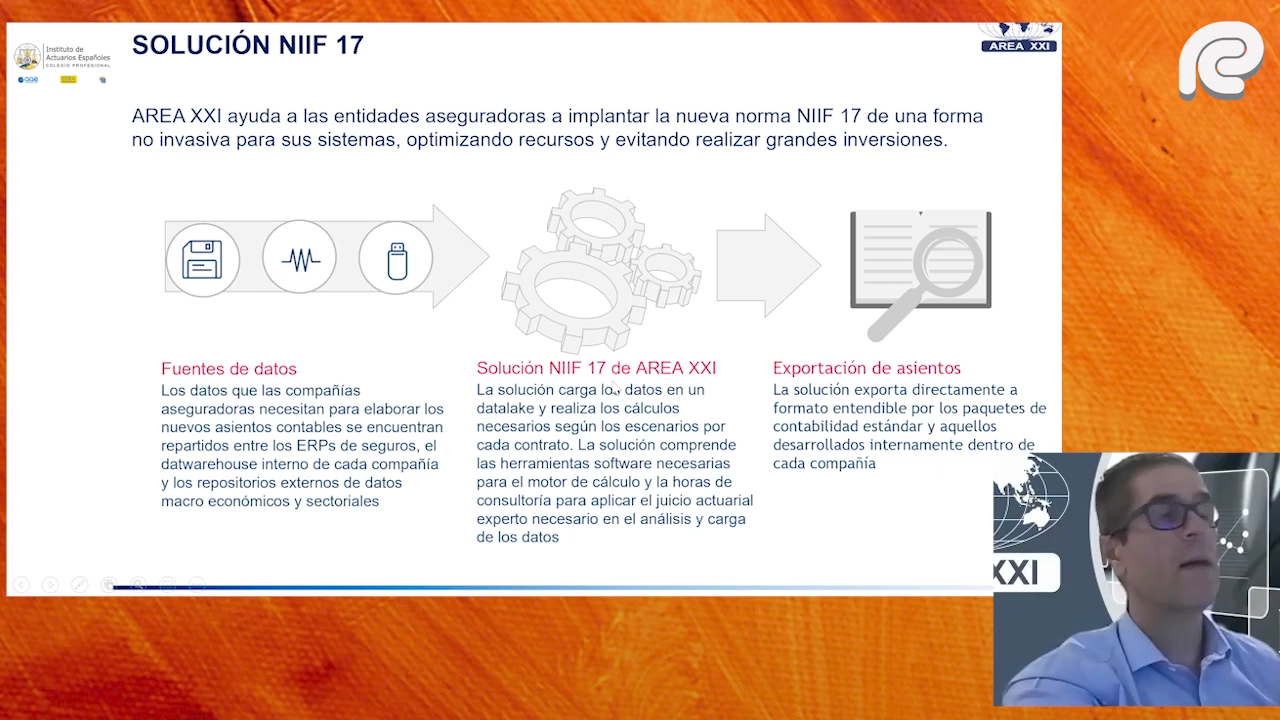 Instituto de
Actuarios Españoles
COLEGIO PROFESIONAL
SOLUCIÓN NIIF 17
AREA XXI
AREA XXI ayuda a las entidades aseguradoras a implantar la nueva norma NIIF 17 de una forma
no invasiva para sus sistemas, optimizando recursos y evitando realizar grandes inversiones.
Fuentes de datos
Los datos que las compañías
aseguradoras necesitan para elaborar los
nuevos asientos contables se encuentran
repartidos entre los ERPs de seguros, el
datwarehouse interno de cada compañía
y los repositorios externos de datos
macro económicos y sectoriales
Solución NIIF 17 de AREA XXI
La solución carga los datos en un
datalake y realiza los cálculos
necesarios según los escenarios por
cada contrato. La solución comprende
las herramientas software necesarias
para el motor de cálculo y la horas de
consultoría para aplicar el juicio actuarial
experto necesario en el análisis y carga
de los datos
Exportación de asientos
La solución exporta directamente a
formato entendible por los paquetes de
contabilidad estándar y aquellos
desarrollados internamente dentro de
cada compañía
XXI